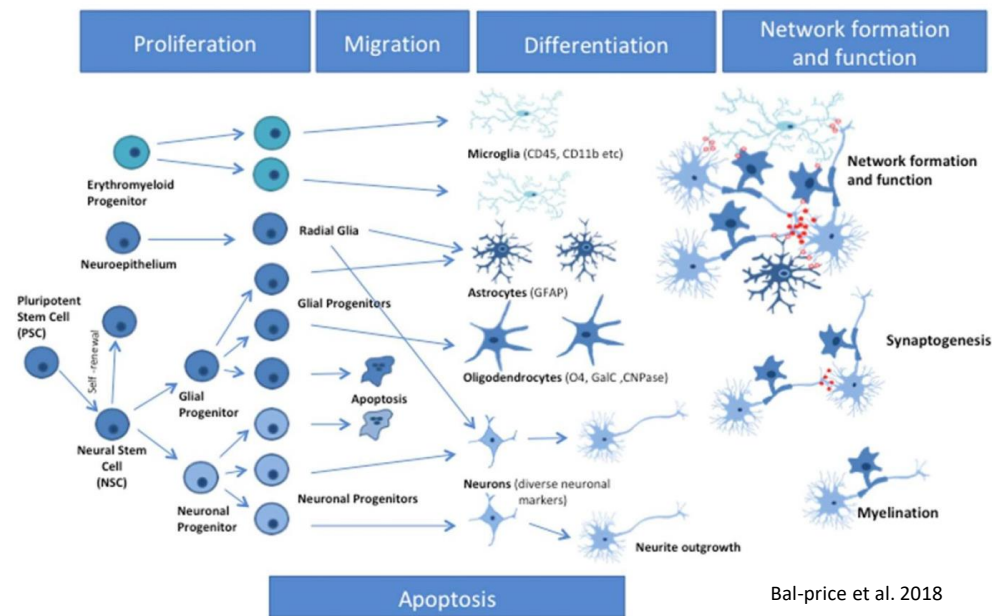 Proliferation
Migration
Differentiation
Network formation
and function
Erythromyeloid
Progenitor
Microglia (CD45, CD11b etc)
Network formation
and function
Neuroepithelium
Radial Glia
Astrocytes (GFAP)
Pluripotent
Stem Cell
(PSC)
Self -renewal
Glial Progenitors
Synaptogenesis
Glial
Progenitor
Apoptosis
Oligodendrocytes (O4, GalC ,CNPase)
Neural Stem
Cell
(NSC)
Neuronal
Progenitor
Neuronal Progenitors
Neurons (diverse neuronal
markers)
Neurite outgrowth
Myelination
Apoptosis
Bal-price et al. 2018